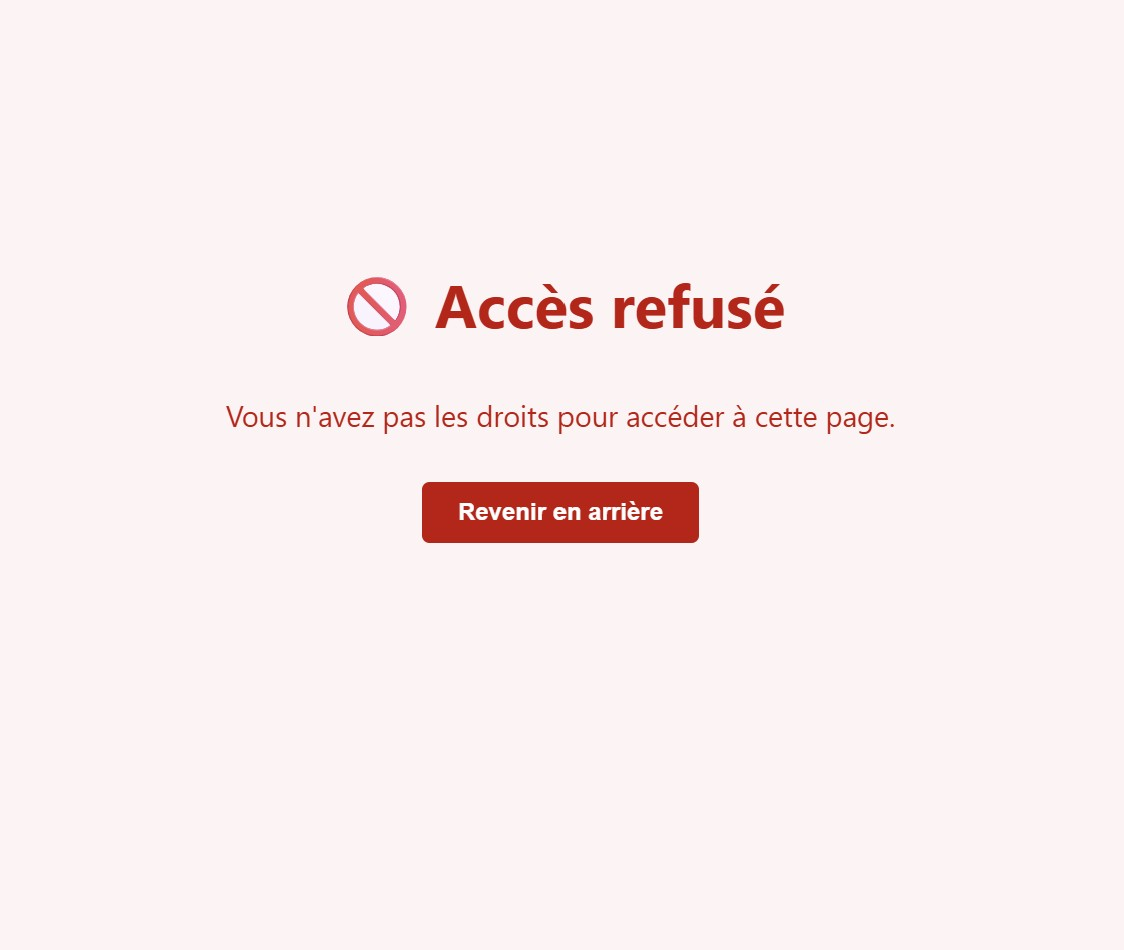 Accès refusé
Vous n'avez pas les droits pour accéder à cette page.
Revenir en arrière